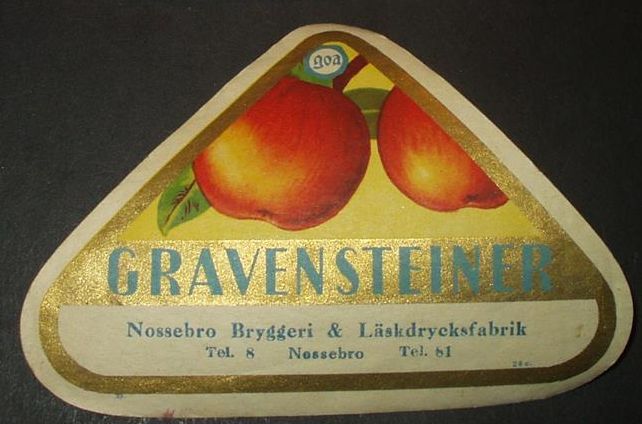 goa
GRAVENSTEINER
Nossebro Bryggeri & Läskdrycksfabrik
Tel. 8 Nossebro Tel. 81